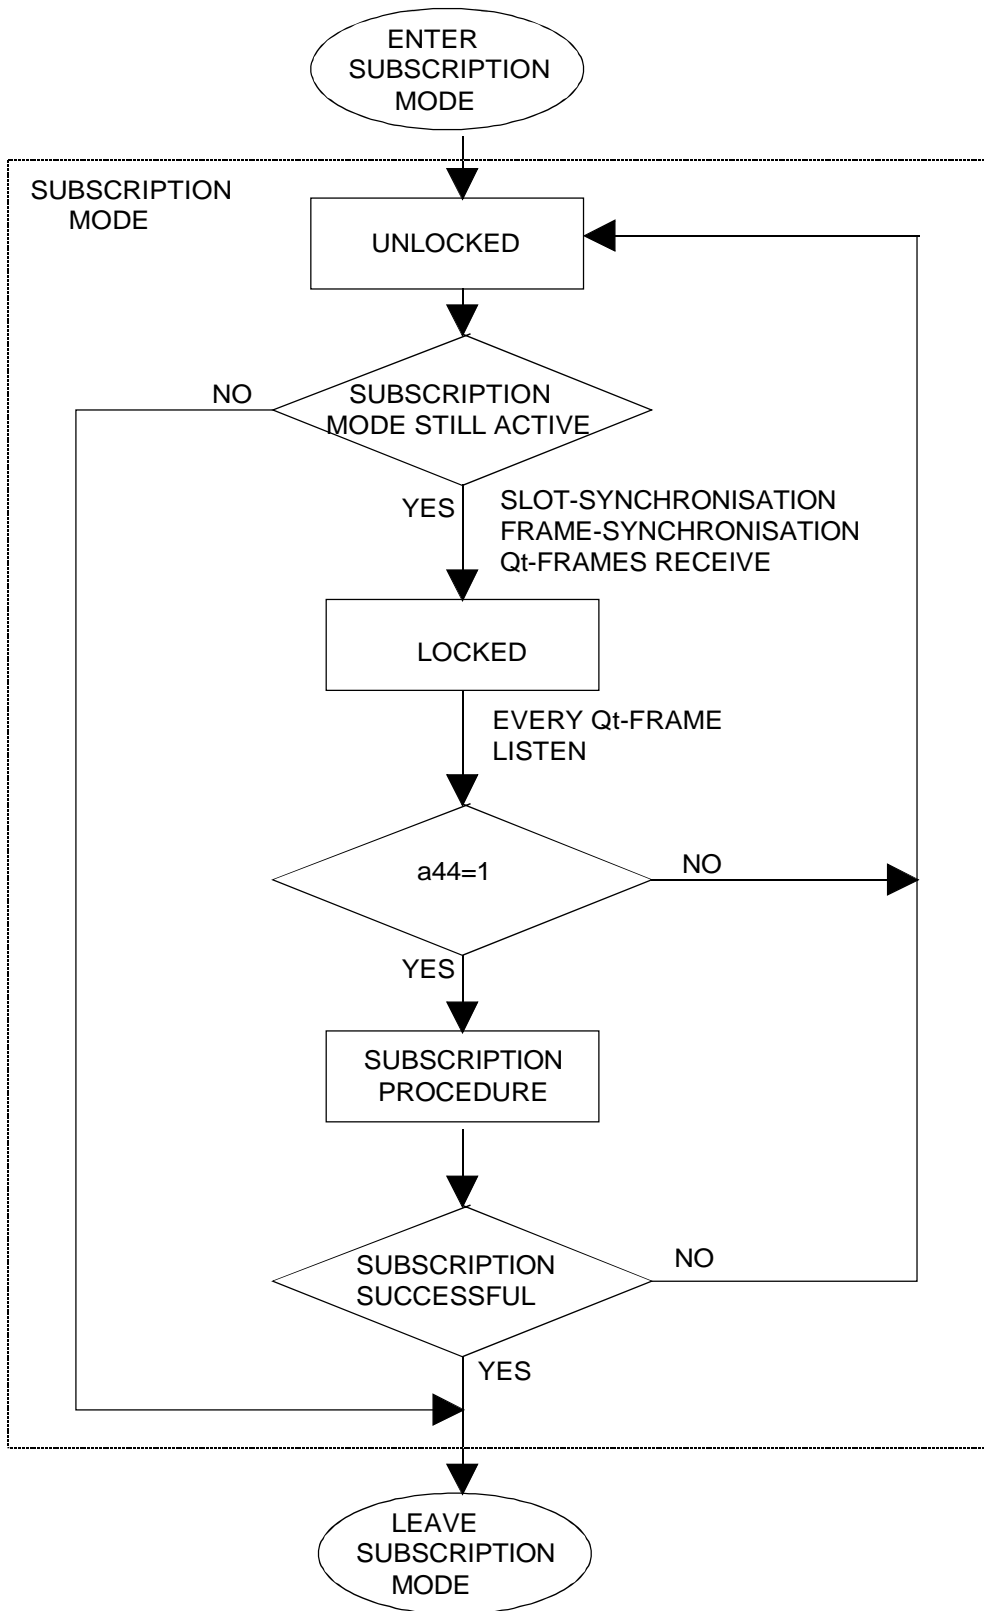 ENTER
SUBSCRIPTION
MODE
SUBSCRIPTION
MODE
UNLOCKED
NO
SUBSCRIPTION
MODE STILL ACTIVE
YES
SLOT-SYNCHRONISATION
FRAME-SYNCHRONISATION
Qt-FRAMES RECEIVE
LOCKED
EVERY Qt-FRAME
LISTEN
a44=1
NO
YES
SUBSCRIPTION
PROCEDURE
SUBSCRIPTION
SUCCESSFUL
NO
YES
LEAVE
SUBSCRIPTION
MODE